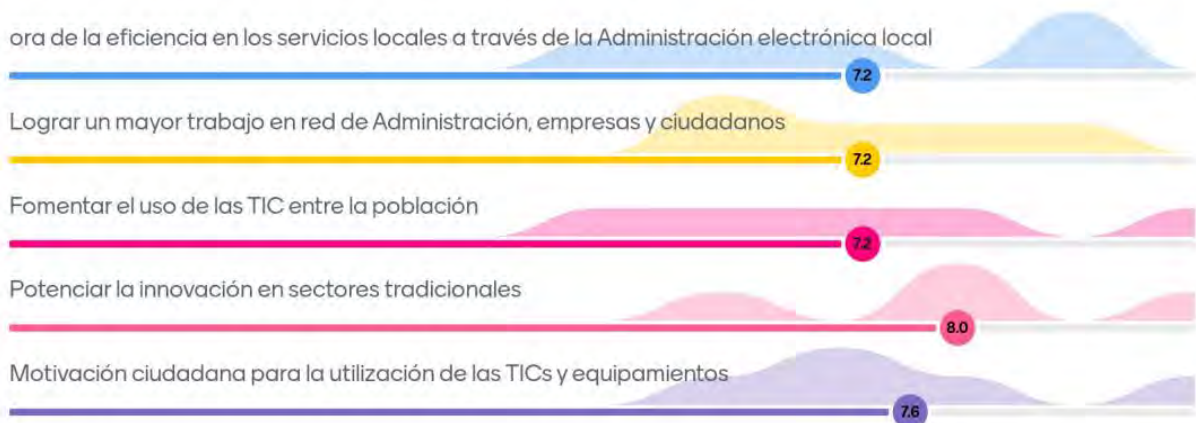 ora de la eficiencia en los servicios locales a través de la Administración electrónica local
7.2
Lograr un mayor trabajo en red de Administración, empresas y ciudadanos
7.2
Fomentar el uso de las TIC entre la población
7.2
Potenciar la innovación en sectores tradicionales
8.0
Motivación ciudadana para la utilización de las TICs y equipamientos
7.6